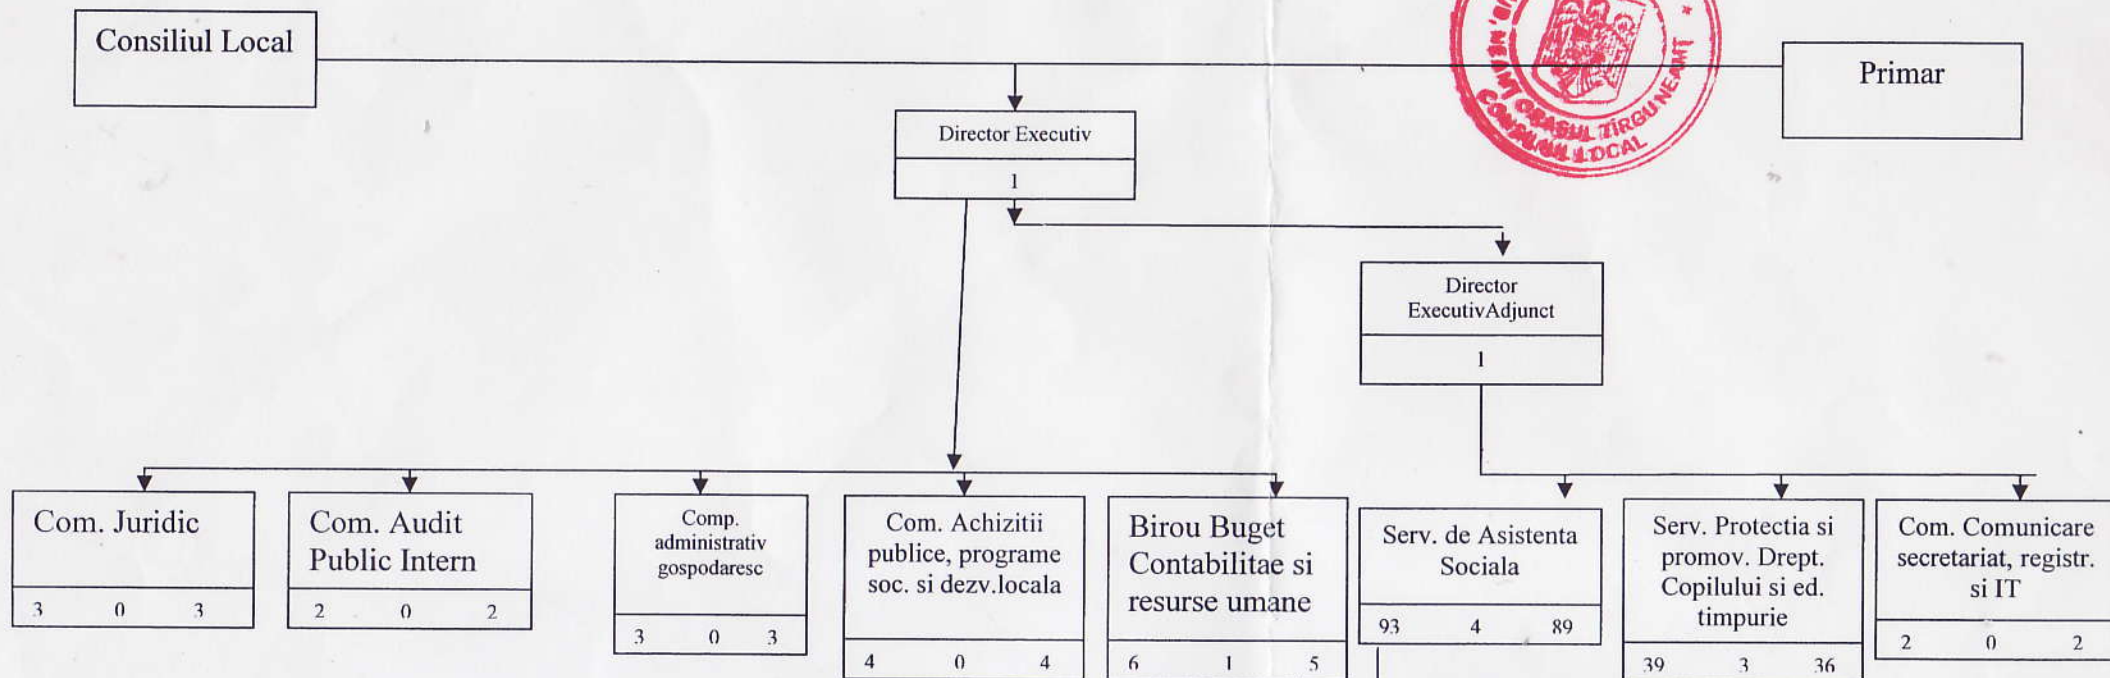 Consiliul Local
Primar
ORASUL TÎRGU NEAMŢ
CONSILIUL LOCAL
Director Executiv
1
Director
ExecutivAdjunct
1
Com. Juridic
3 0 3
Com. Audit
Public Intern
2 0 2
Comp.
administrativ
gospodaresc
3 0 3
Com. Achizitii
publice, programe
soc. si dezv.locala
4 0 4
Birou Buget
Contabilitae si
resurse umane
6 1 5
Serv. de Asistenta
Sociala
93 4 89
Serv. Protectia si
promov. Drept.
Copilului si ed.
timpurie
39 3 36
Com. Comunicare
secretariat, registr.
si IT
2 0 2